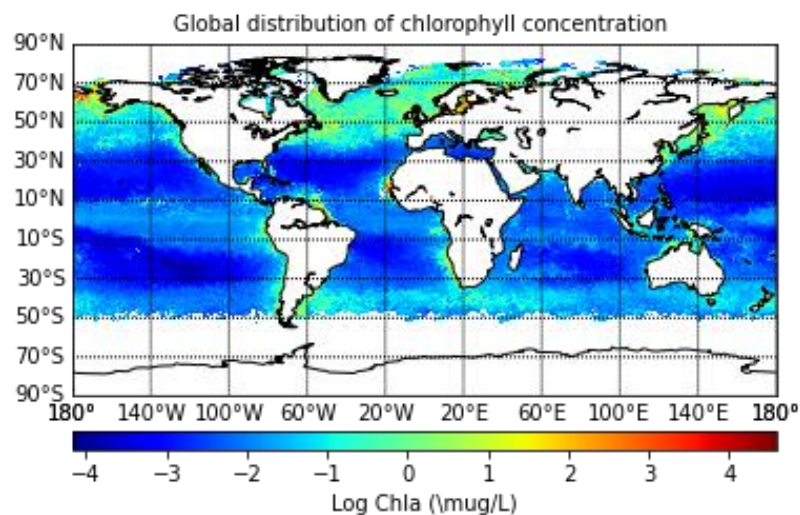 Global distribution of chlorophyll concentration
90°N
70°N
50°N
30°N
10°N
10°S
30°S
50°S
70°S
90°S
180° 140°W 100°W 60°W 20°W 20°E 60°E 100°E 140°E 180°
−4 −3 −2 −1 0 1 2 3 4
Log Chla (\mug/L)